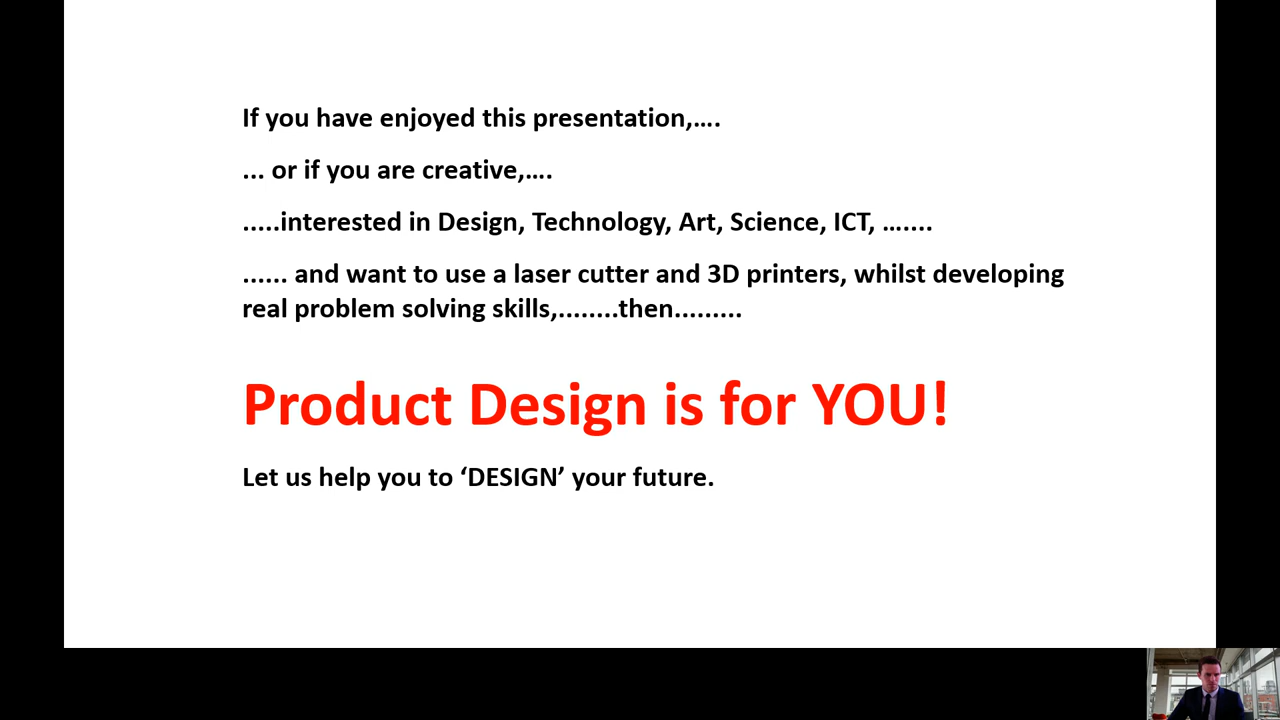 If you have enjoyed this presentation,....
... or if you are creative,....
.....interested in Design, Technology, Art, Science, ICT, .......
...... and want to use a laser cutter and 3D printers, whilst developing
real problem solving skills,........then.........
Product Design is for YOU!
Let us help you to ‘DESIGN’ your future.